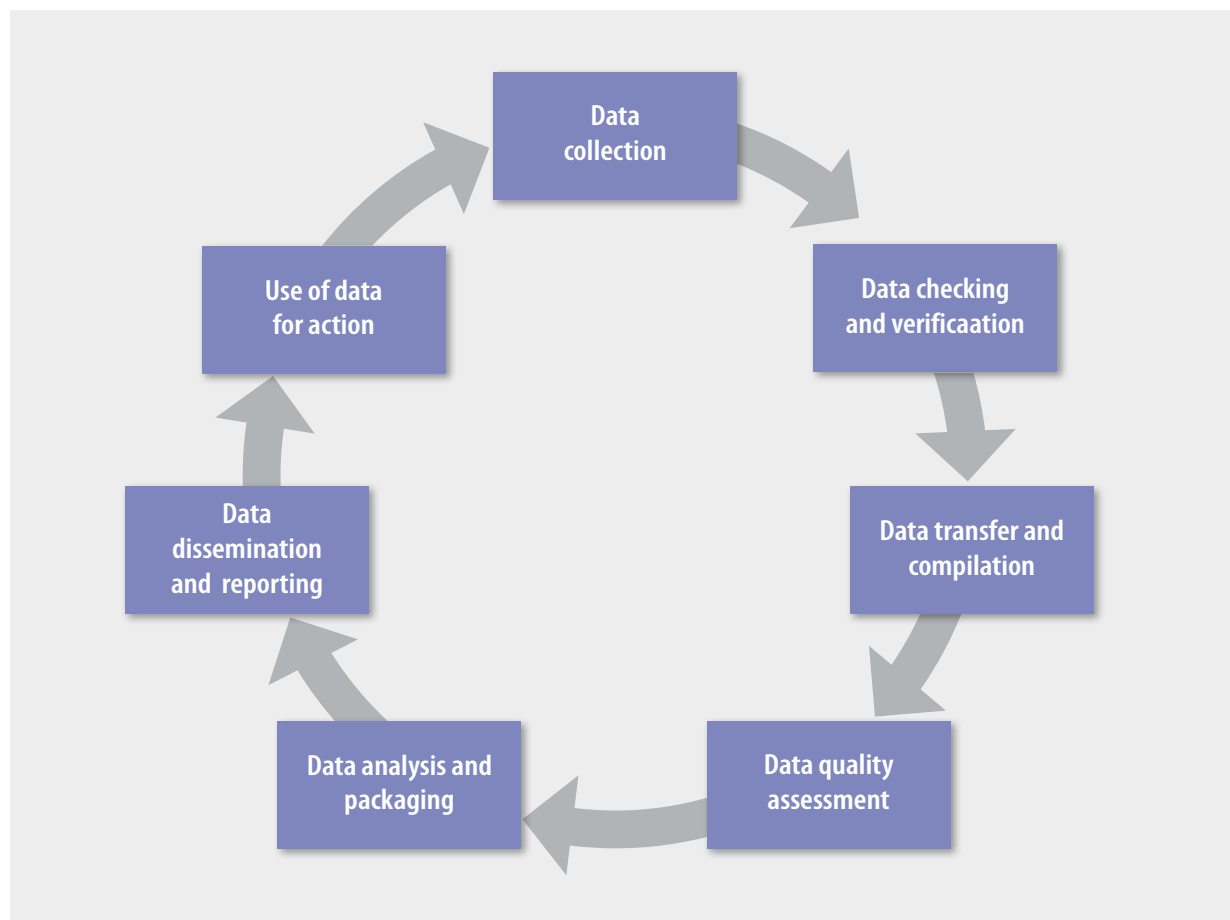 Data
collection
Data checking
and verificaation
Data transfer and
compilation
Data quality
assessment
Data analysis and
packaging
Data
dissemination
and reporting
Use of data
for action